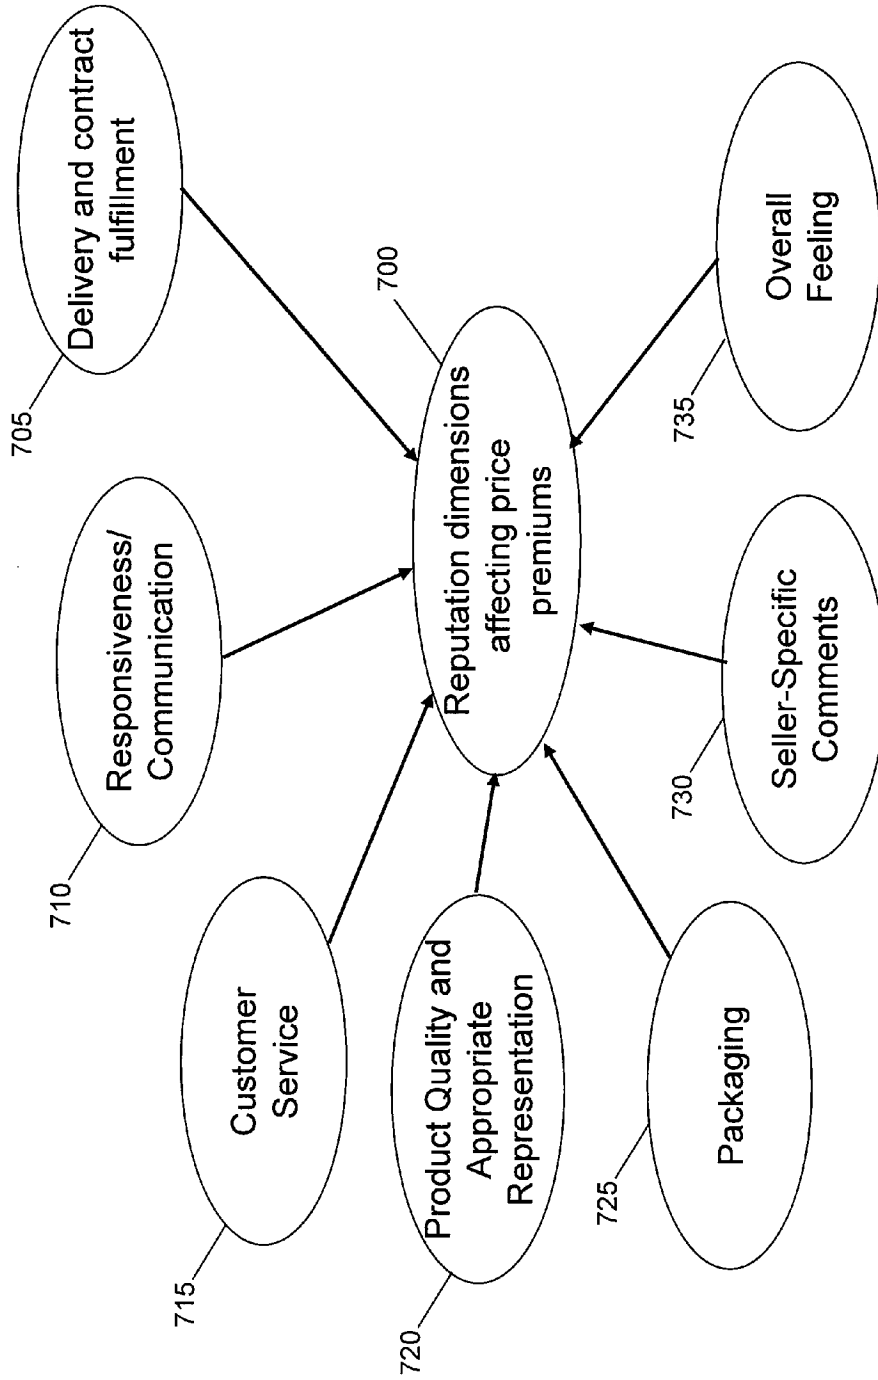 705
Delivery and contract
fulfillment
710
Responsiveness/
Communication
715
Customer
Service
720
Product Quality and
Appropriate
Representation
700
Reputation dimensions
affecting price
premiums
725
Packaging
730
Seller-Specific
Comments
735
Overall
Feeling